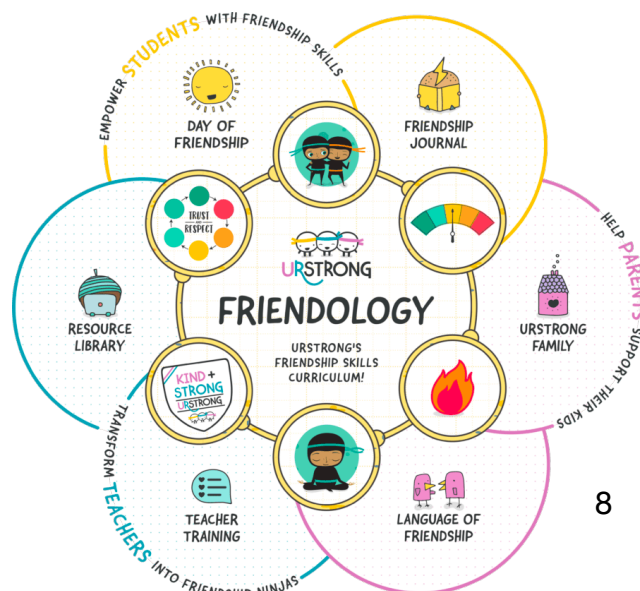 EMPOWER STUDENTS WITH FRIENDSHIP SKILLS
DAY OF
FRIENDSHIP
FRIENDSHIP
JOURNAL
TRUST
AND
RESPECT
URSTRONG
FRIENDOLOGY
URSTRONG'S
FRIENDSHIP SKILLS
CURRICULUM!
RESOURCE
LIBRARY
URSTRONG
FAMILY
HELP PARENTS SUPPORT THEIR KIDS
KIND +
STRONG
URSTRONG
TEACHER
TRAINING
LANGUAGE OF
FRIENDSHIP
TRANSFORM TEACHERS INTO FRIENDSHIP NINJAS
8